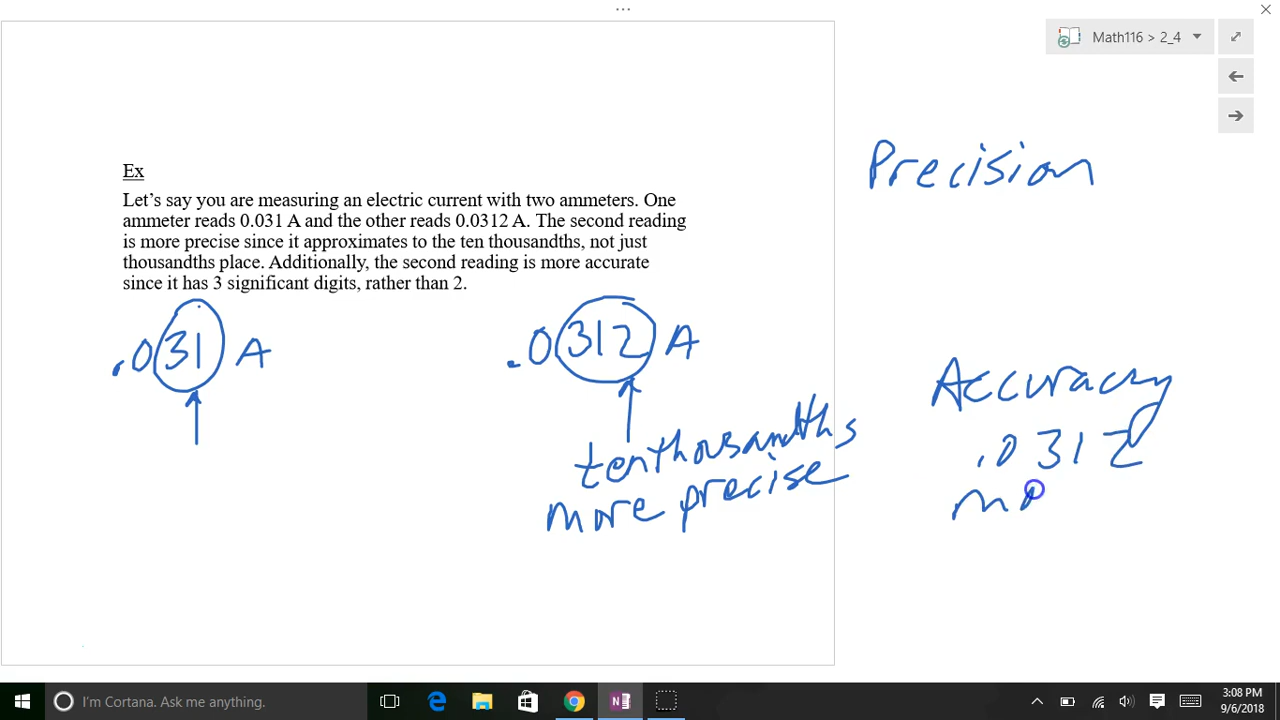 Math116 > 2_4
Precision
Ex
Let's say you are measuring an electric current with two ammeters. One
ammeter reads 0.031 A and the other reads 0.0312 A. The second reading
is more precise since it approximates to the ten thousandths, not just
thousandths place. Additionally, the second reading is more accurate
since it has 3 significant digits, rather than 2.
.031 A
.0312 A
tenthousandths
more precise
Accuracy
.0312
mo
I'm Cortana. Ask me anything.
3:08 PM
9/6/2018